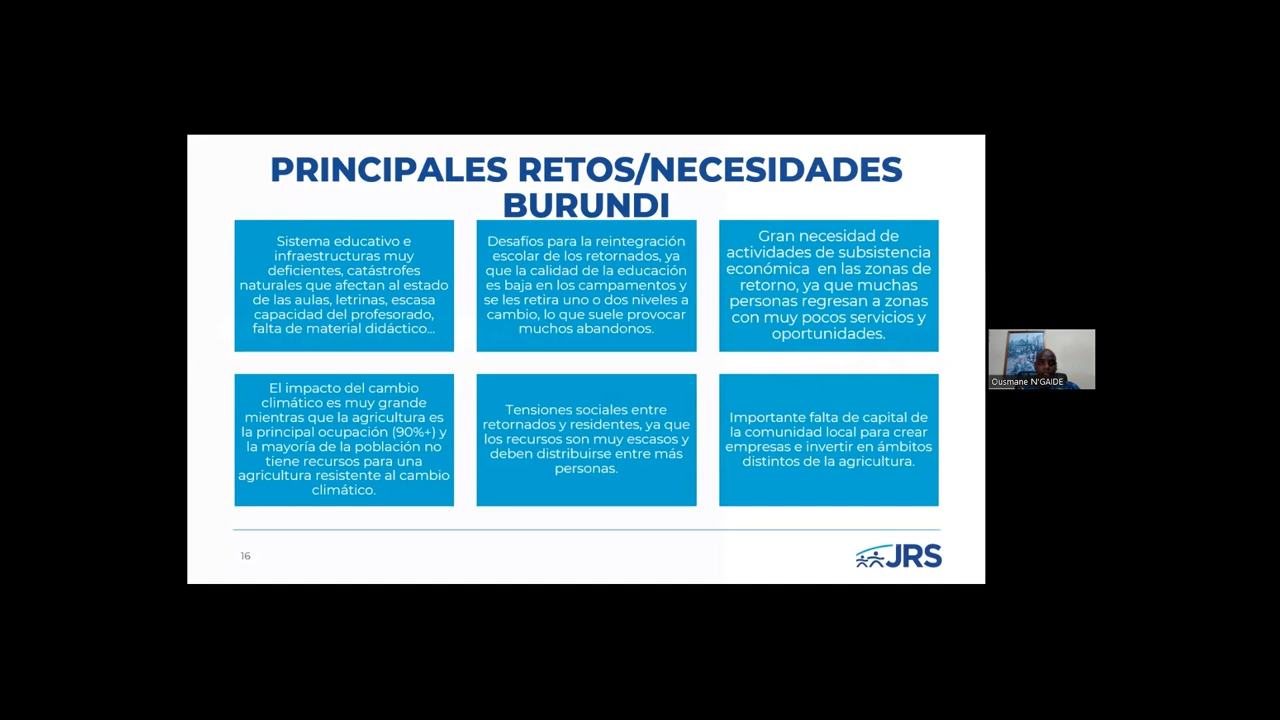 PRINCIPALES RETOS/NECESIDADES
BURUNDI
Sistema educativo e
infraestructuras muy
deficientes, catástrofes
naturales que afectan al estado
de las aulas, letrinas, escasa
capacidad del profesorado,
falta de material didáctico...
Desafíos para la reintegración
escolar de los retornados, ya
que la calidad de la educación
es baja en los campamentos y
se les retira uno o dos niveles a
cambio, lo que suele provocar
muchos abandonos.
Gran necesidad de
actividades de subsistencia
económica en las zonas de
retorno, ya que muchas
personas regresan a zonas
con muy pocos servicios y
oportunidades.
El impacto del cambio
climático es muy grande
mientras que la agricultura es
la principal ocupación (90%+) y
la mayoría de la población no
tiene recursos para una
agricultura resistente al cambio
climático.
Tensiones sociales entre
retornados y residentes, ya que
los recursos son muy escasos y
deben distribuirse entre más
personas.
Importante falta de capital de
la comunidad local para crear
empresas e invertir en ámbitos
distintos de la agricultura.
16
JRS
Ousmane N'GAIDE